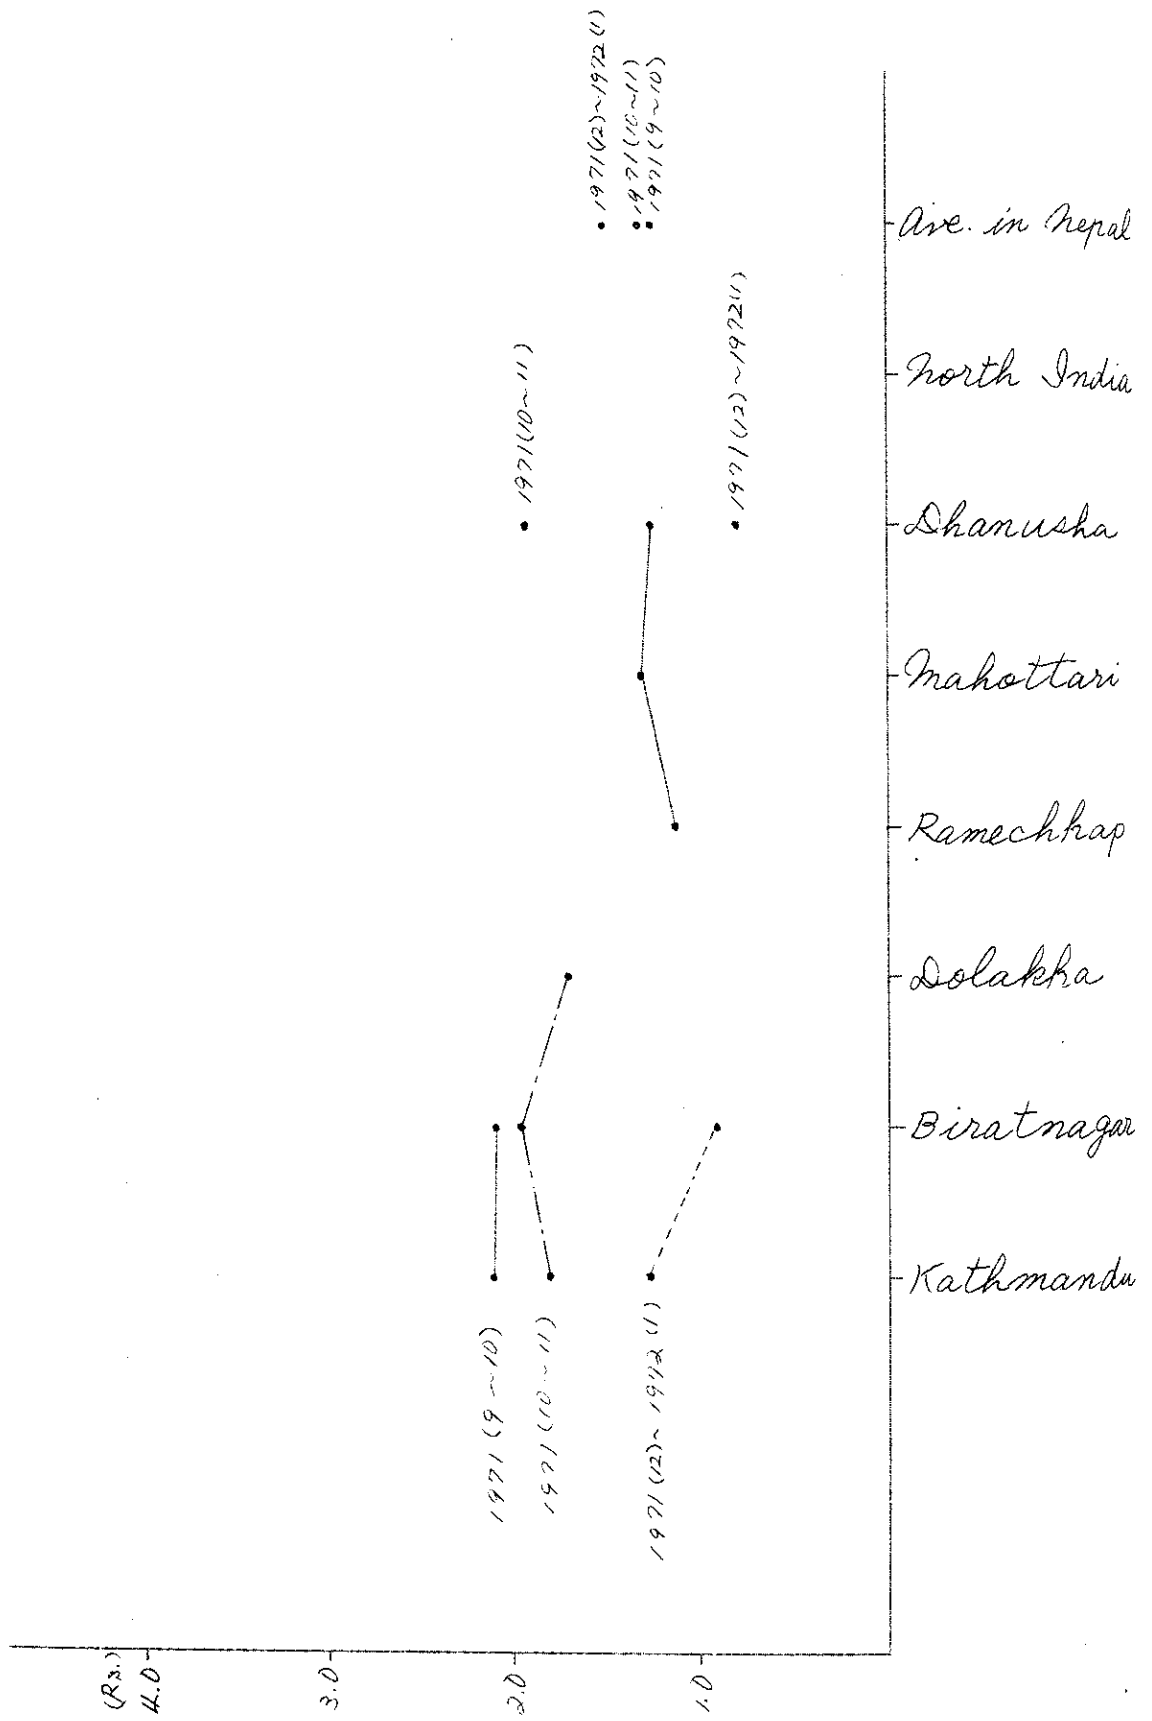 (Rs.)
4.0
3.0
2.0
1.0
1971 (9 ~ 10)
1971 (10 ~ 11)
1971 (12) ~ 1972 (1)
1971 (10 ~ 11)
1971 (12) ~ 1972 (1)
1971 (12) ~ 1972 (1)
1971 (10 ~ 11)
1971 (9 ~ 10)
Kathmandu
Biratnagar
Dolakha
Ramechhap
Mahottari
Dhanusha
North India
Ave. in Nepal